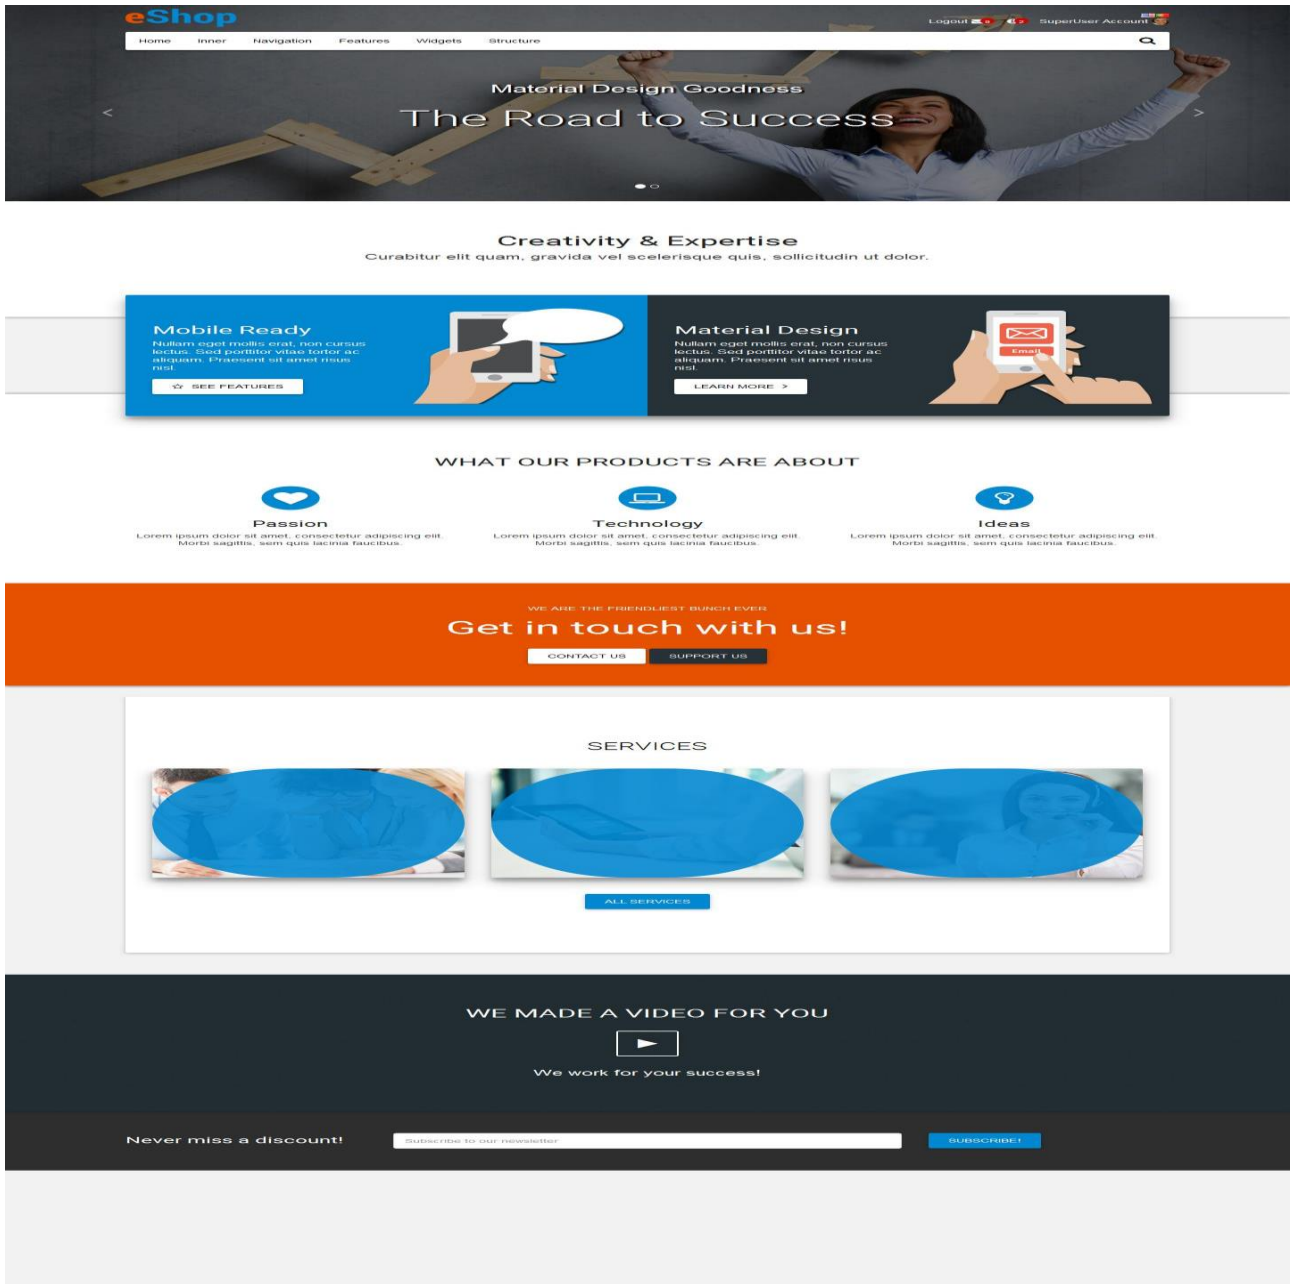 eShop
Logout
SuperUser Account
Home Inner Navigation Features Widgets Structure
Material Design Goodness
The Road to Success
<
>
Creativity & Expertise
Curabitur elit quam, gravida vel scelerisque quis, sollicitudin ut dolor.
Mobile Ready
Nullam eget mollis erat, non cursus
lectus. Sed porttitor vitae tortor ac
aliquam. Praesent sit amet risus
nisl.
SEE FEATURES
Material Design
Nullam eget mollis erat, non cursus
lectus. Sed porttitor vitae tortor ac
aliquam. Praesent sit amet risus
nisl.
LEARN MORE >
Email
WHAT OUR PRODUCTS ARE ABOUT
Passion
Lorem ipsum dolor sit amet, consectetur adipiscing elit.
Morbi sagittis, sem quis lacinia faucibus.
Technology
Lorem ipsum dolor sit amet, consectetur adipiscing elit.
Morbi sagittis, sem quis lacinia faucibus.
Ideas
Lorem ipsum dolor sit amet, consectetur adipiscing elit.
Morbi sagittis, sem quis lacinia faucibus.
WE ARE THE FRIENDLIEST BUNCH EVER
Get in touch with us!
CONTACT US
SUPPORT US
SERVICES
ALL SERVICES
WE MADE A VIDEO FOR YOU
We work for your success!
Never miss a discount!
Subscribe to our newsletter
SUBSCRIBE!